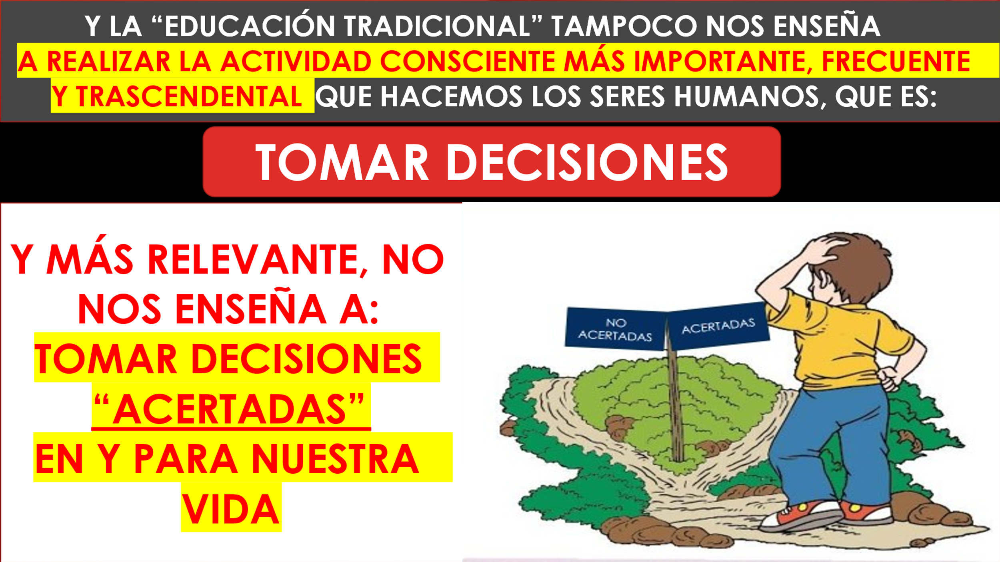 Y LA “EDUCACIÓN TRADICIONAL” TAMPOCO NOS ENSEÑA
A REALIZAR LA ACTIVIDAD CONSCIENTE MÁS IMPORTANTE, FRECUENTE
Y TRASCENDENTAL QUE HACEMOS LOS SERES HUMANOS, QUE ES:
TOMAR DECISIONES
Y MÁS RELEVANTE, NO
NOS ENSEÑA A:
TOMAR DECISIONES
“ACERTADAS”
EN Y PARA NUESTRA
VIDA
NO
ACERTADAS
ACERTADAS